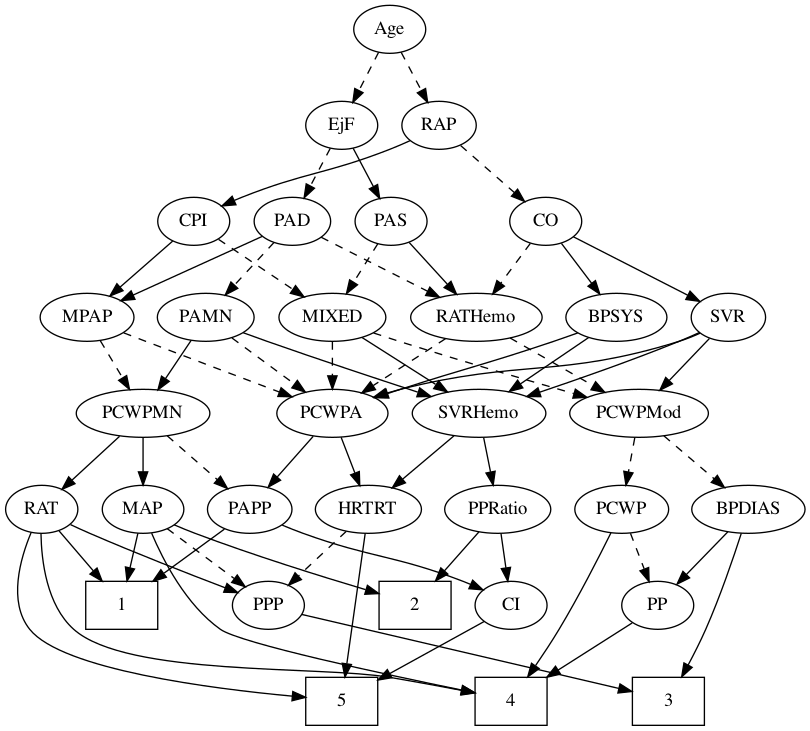 Age
EjF
RAP
CPI
PAD
PAS
CO
MPAP
PAMN
MIXED
RATHemo
BPSYS
SVR
PCWPMN
PCWPA
SVRHemo
PCWPMod
RAT
MAP
PAPP
HRTRT
PPRatio
PCWP
BPDIAS
1
PPP
2
CI
PP
5
4
3